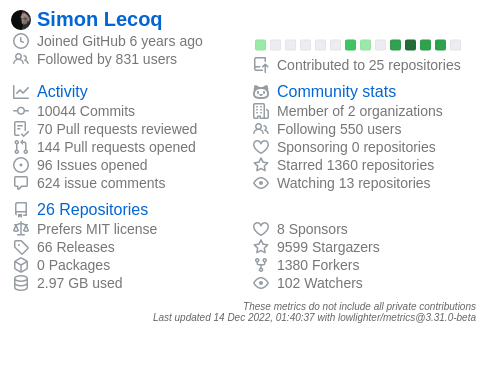 Simon Lecoq
Joined GitHub 6 years ago
Followed by 831 users
Contributed to 25 repositories
Activity
10044 Commits
70 Pull requests reviewed
144 Pull requests opened
96 Issues opened
624 issue comments
Community stats
Member of 2 organizations
Following 550 users
Sponsoring 0 repositories
Starred 1360 repositories
Watching 13 repositories
26 Repositories
Prefers MIT license
66 Releases
0 Packages
2.97 GB used
8 Sponsors
9599 Stargazers
1380 Forkers
102 Watchers
These metrics do not include all private contributions
Last updated 14 Dec 2022, 01:40:37 with lowlighter/metrics@3.31.0-beta